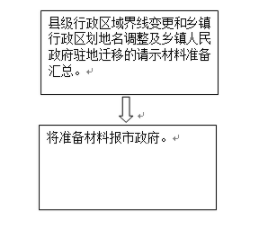 县级行政区域界线变更和乡镇
行政区划地名调整及乡镇人民
政府驻地迁移的请示材料准备
汇总。
将准备材料报市政府。